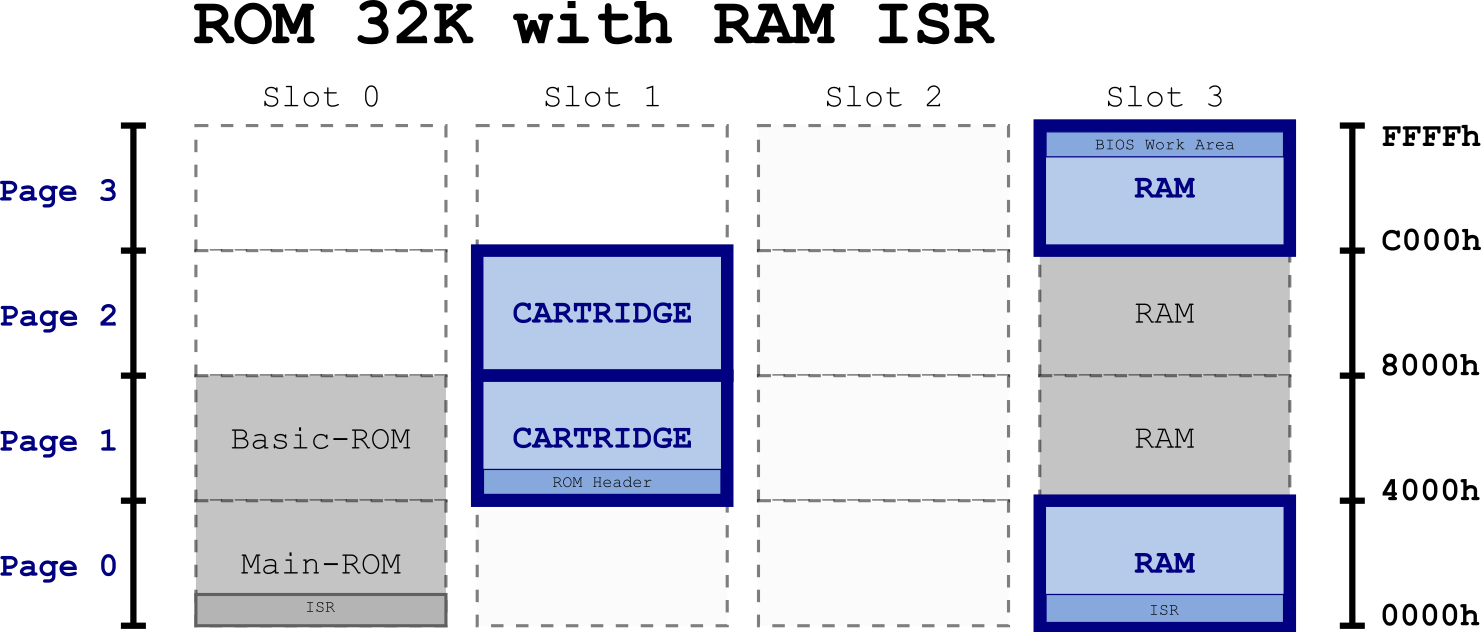 ROM 32K with RAM ISR
Slot 0 Slot 1 Slot 2 Slot 3
FFFFh
BIOS Work Area
Page 3 RAM
C000h
Page 2 CARTRIDGE RAM
8000h
Page 1 Basic-ROM CARTRIDGE RAM
ROM Header
4000h
Page 0 Main-ROM RAM
ISR ISR
0000h